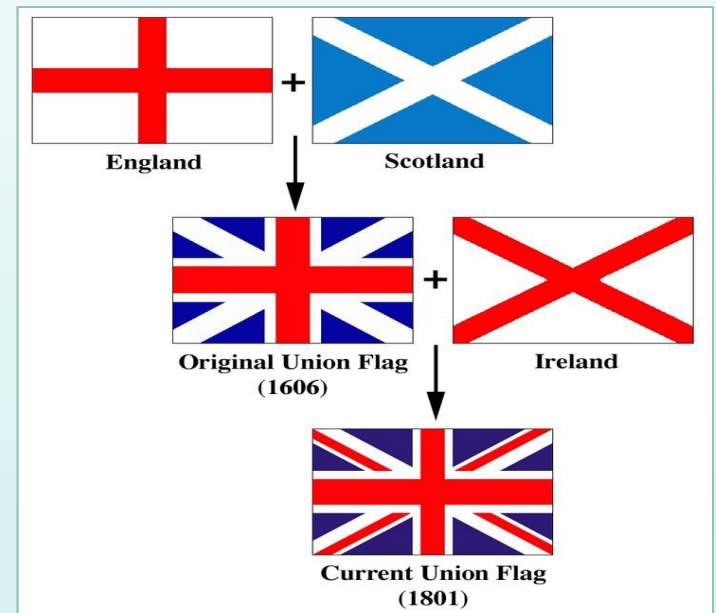 +
England
Scotland
+
Original Union Flag
(1606)
Ireland
Current Union Flag
(1801)